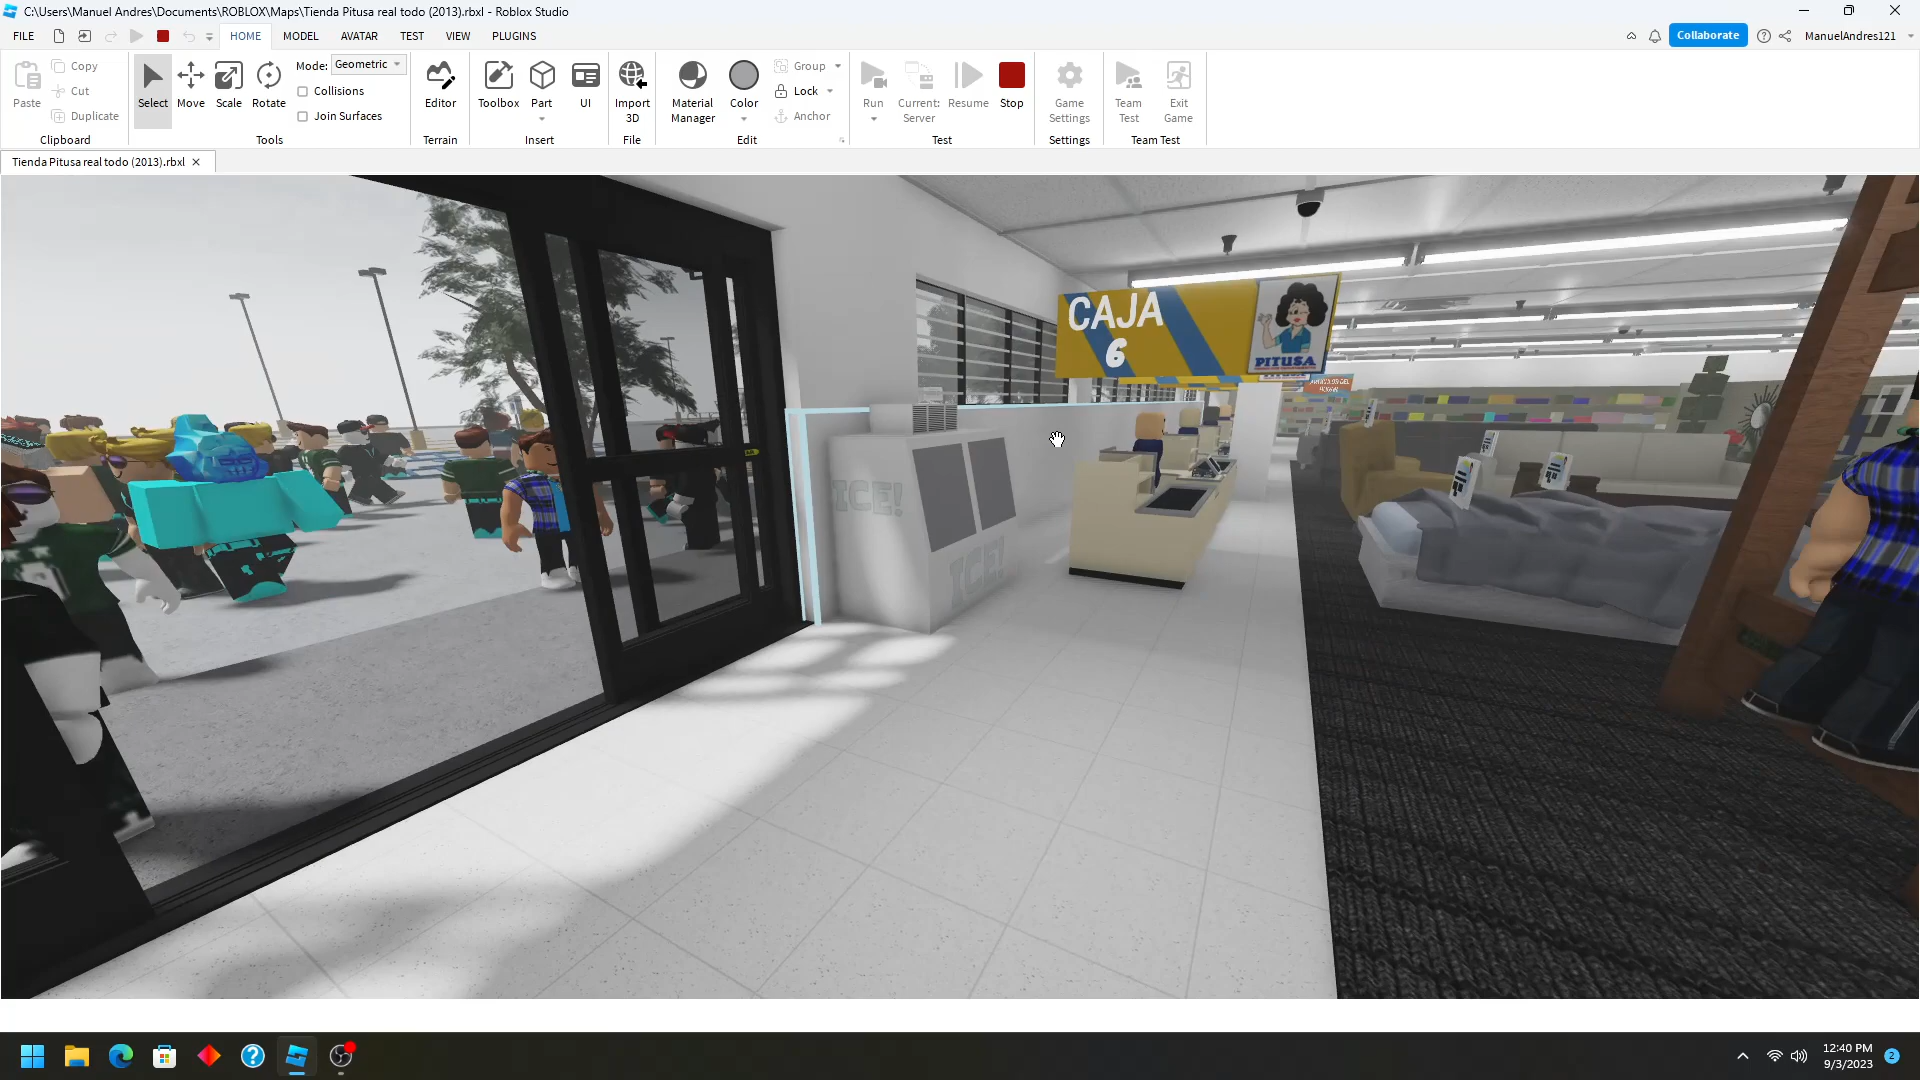 C:\Users\Manuel Andres\Documents\ROBLOX\Maps\Tienda Pitusa real todo (2013).rbxl - Roblox Studio
FILE HOME MODEL AVATAR TEST VIEW PLUGINS
Collaborate
ManuelAndres121
Paste
Copy
Cut
Duplicate
Clipboard
Select
Move
Scale
Rotate
Mode: Geometric
Collisions
Join Surfaces
Tools
Editor
Terrain
Toolbox
Part
UI
Insert
Import
3D
File
Material
Manager
Color
Group
Lock
Anchor
Edit
Run
Current:
Server
Resume
Stop
Test
Game
Settings
Settings
Team
Test
Exit
Game
Team Test
Tienda Pitusa real todo (2013).rbxl
CAJA
6
PITUSA
ICE!
ICE!
12:40 PM
9/3/2023
2